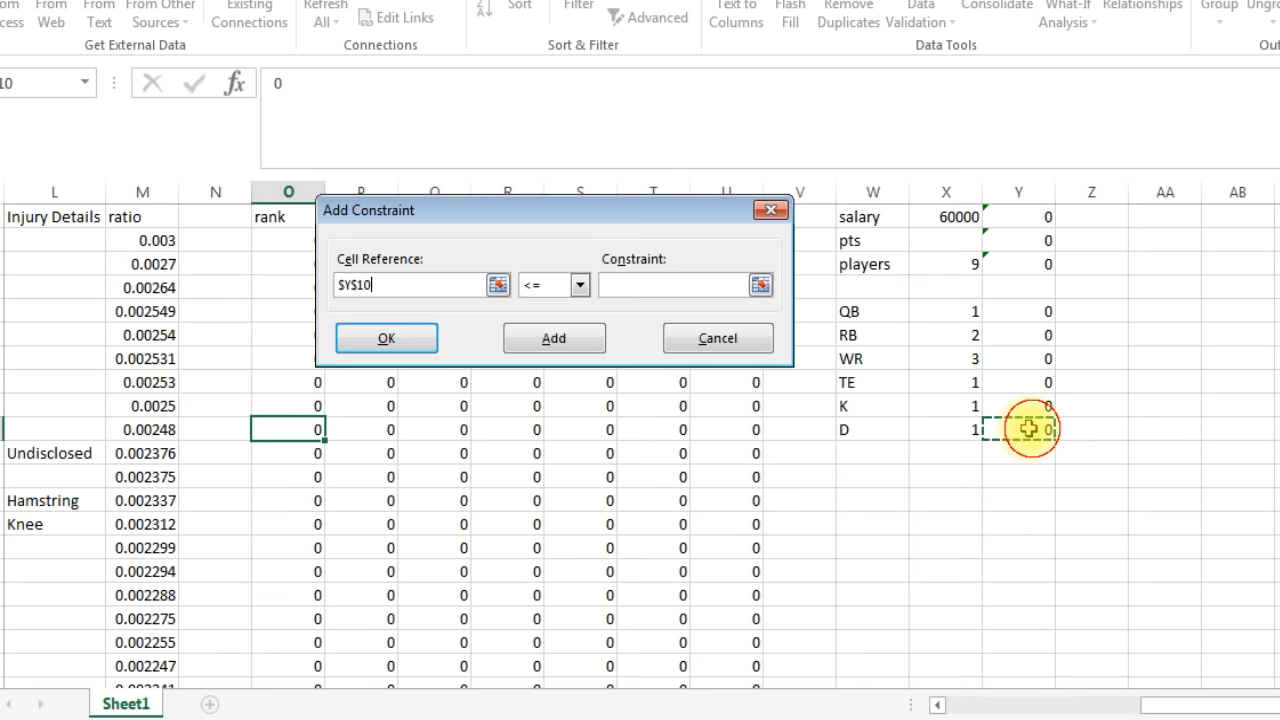 om From From From Other Existing Refresh Edit Links Sort Filter Advanced Text to Flash Remove Data Consolidate What-If Relationships Group Ungro
cess Web Text Sources Connections All Columns Fill Duplicates Validation Analysis
Get External Data Connections Sort & Filter Data Tools Out
10 fx 0
L M N O P Q R S T U V W X Y Z AA AB
Injury Details ratio rank salary 60000 0
0.003 pts 0
0.0027 players 9 0
0.00264
0.002549 QB 1 0
0.00254 RB 2 0
0.002531 WR 3 0
0.00253 0 0 0 0 0 0 0 TE 1 0
0.0025 0 0 0 0 0 0 0 K 1 0
0.00248 0 0 0 0 0 0 0 D 1 0
Undisclosed 0.002376 0 0 0 0 0 0 0
0.002375 0 0 0 0 0 0 0
Hamstring 0.002337 0 0 0 0 0 0 0
Knee 0.002312 0 0 0 0 0 0 0
0.002299 0 0 0 0 0 0 0
0.002294 0 0 0 0 0 0 0
0.002288 0 0 0 0 0 0 0
0.002275 0 0 0 0 0 0 0
0.002255 0 0 0 0 0 0 0
0.002247 0 0 0 0 0 0 0
Add Constraint
Cell Reference: Constraint:
$Y$10 <=
OK Add Cancel
Sheet1